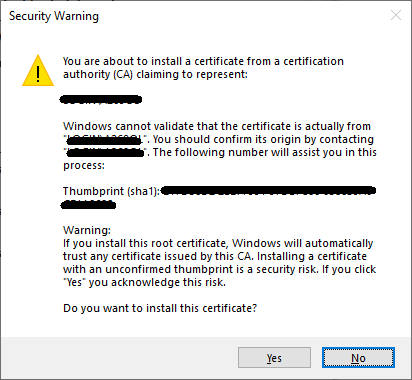 Security Warning
You are about to install a certificate from a certification
authority (CA) claiming to represent:
Windows cannot validate that the certificate is actually from
". You should confirm its origin by contacting
". The following number will assist you in this
process:
Thumbprint (sha1):
Warning:
If you install this root certificate, Windows will automatically
trust any certificate issued by this CA. Installing a certificate
with an unconfirmed thumbprint is a security risk. If you click
"Yes" you acknowledge this risk.
Do you want to install this certificate?
Yes
No